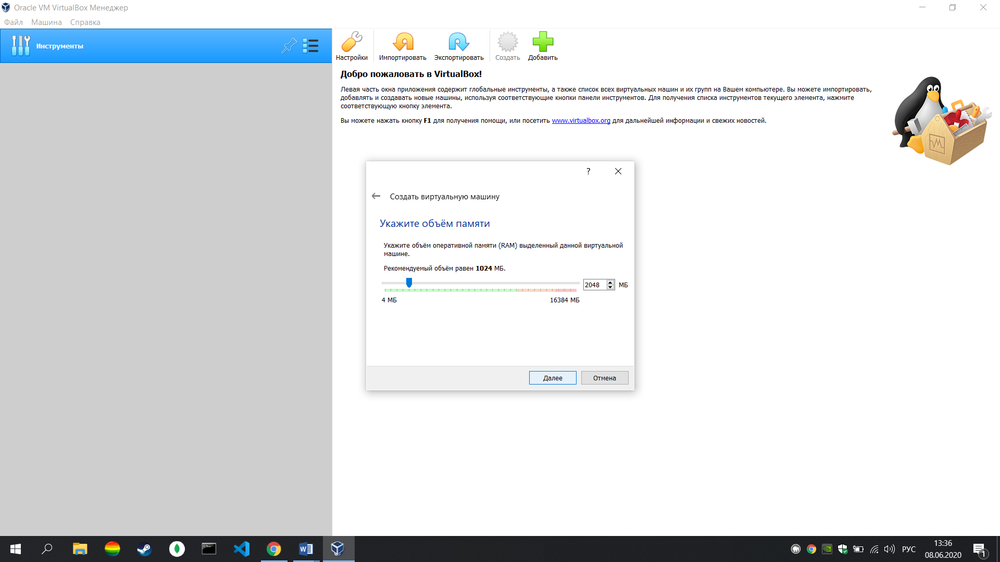 Oracle VM VirtualBox Менеджер
Файл Машина Справка
Инструменты
Настройки Импортировать Экспортировать Создать Добавить
Добро пожаловать в VirtualBox!
Левая часть окна приложения содержит глобальные инструменты, а также список всех виртуальных машин и их групп на Вашем компьютере. Вы можете импортировать,
добавлять и создавать новые машины, используя соответствующие кнопки панели инструментов. Для получения списка инструментов текущего элемента, нажмите
соответствующую кнопку элемента.
Вы можете нажать кнопку F1 для получения помощи, или посетить www.virtualbox.org для дальнейшей информации и свежих новостей.
?
Создать виртуальную машину
Укажите объём памяти
Укажите объём оперативной памяти (RAM) выделенный данной виртуальной
машине.
Рекомендуемый объём равен 1024 МБ.
2048 МБ
4 МБ 16384 МБ
Далее Отмена
РУС
13:36
08.06.2020
1